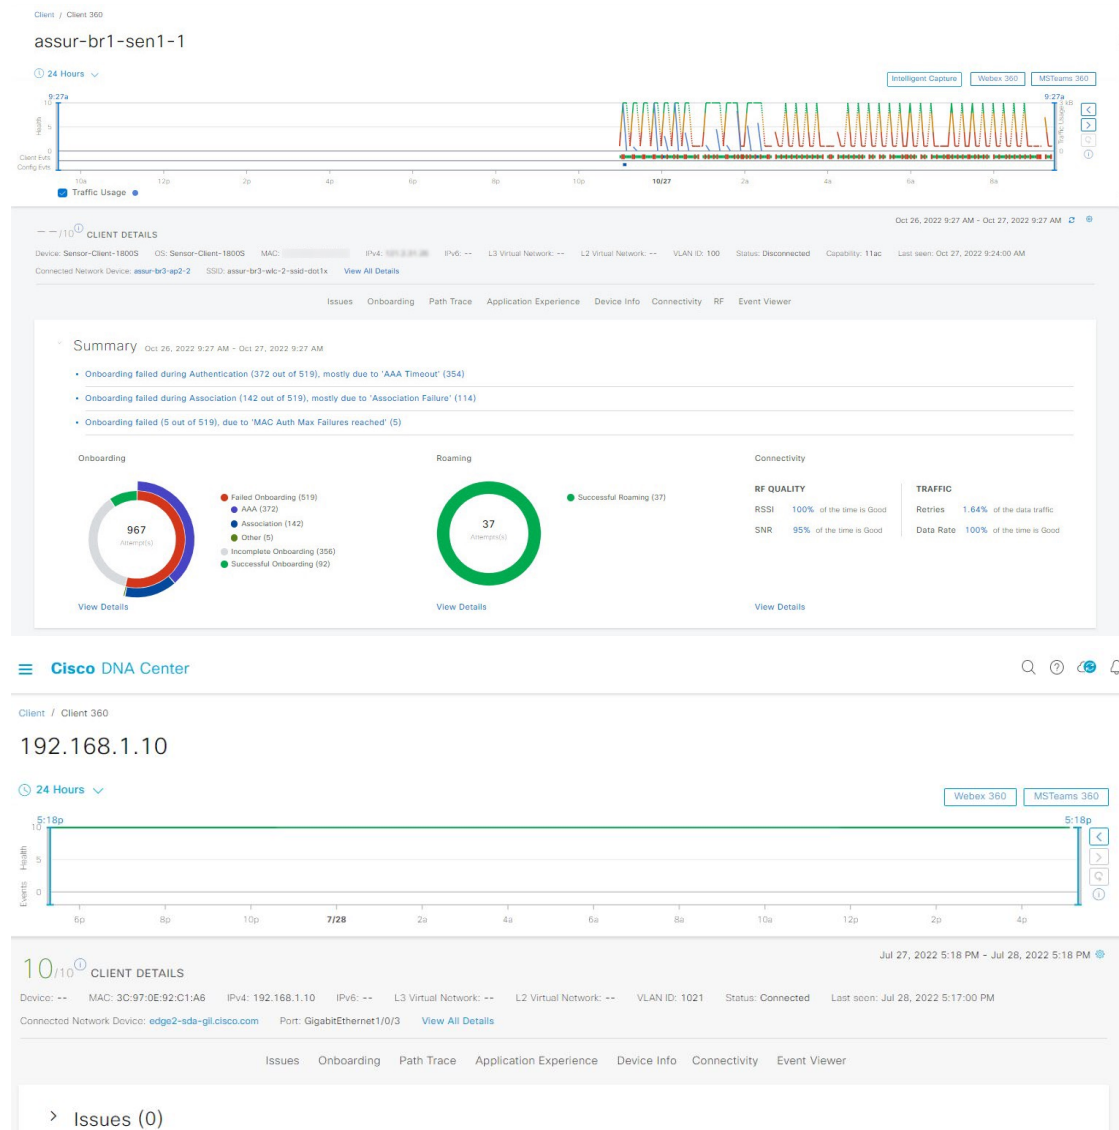 Client / Client 360
assur-br1-sen1-1
24 Hours
Intelligent Capture Webex 360 MSTeams 360
9:27a 9:27a
10 kB
Health Traffic Usage
5
0 0
Client Evts
Config Evts
10a 12p 2p 4p 6p 8p 10p 10/27 2a 4a 6a 8a
Traffic Usage
Oct 26, 2022 9:27 AM - Oct 27, 2022 9:27 AM
--/10 CLIENT DETAILS
Device: Sensor-Client-1800S OS: Sensor-Client-1800S MAC: IPv4: IPv6: -- L3 Virtual Network: -- L2 Virtual Network: -- VLAN ID: 100 Status: Disconnected Capability: 11ac Last seen: Oct 27, 2022 9:24:00 AM
Connected Network Device: assur-br3-ap2-2 SSID: assur-br3-wlc-2-ssid-dot1x View All Details
Issues Onboarding Path Trace Application Experience Device Info Connectivity RF Event Viewer
Summary Oct 26, 2022 9:27 AM - Oct 27, 2022 9:27 AM
• Onboarding failed during Authentication (372 out of 519), mostly due to 'AAA Timeout' (354)
• Onboarding failed during Association (142 out of 519), mostly due to 'Association Failure' (114)
• Onboarding failed (5 out of 519), due to 'MAC Auth Max Failures reached' (5)
Onboarding
967
Attempt(s)
Failed Onboarding (519)
AAA (372)
Association (142)
Other (5)
Incomplete Onboarding (356)
Successful Onboarding (92)
View Details
Roaming
37
Attempt(s)
Successful Roaming (37)
View Details
Connectivity
RF QUALITY
RSSI 100% of the time is Good
SNR 95% of the time is Good
TRAFFIC
Retries 1.64% of the data traffic
Data Rate 100% of the time is Good
View Details
Cisco DNA Center
Client / Client 360
192.168.1.10
24 Hours
Webex 360 MSTeams 360
5:18p 5:18p
10
Health
5
Events
0
6p 8p 10p 7/28 2a 4a 6a 8a 10a 12p 2p 4p
Jul 27, 2022 5:18 PM - Jul 28, 2022 5:18 PM
10/10 CLIENT DETAILS
Device: -- MAC: 3C:97:0E:92:C1:A6 IPv4: 192.168.1.10 IPv6: -- L3 Virtual Network: -- L2 Virtual Network: -- VLAN ID: 1021 Status: Connected Last seen: Jul 28, 2022 5:17:00 PM
Connected Network Device: edge2-sda-gil.cisco.com Port: GigabitEthernet1/0/3 View All Details
Issues Onboarding Path Trace Application Experience Device Info Connectivity Event Viewer
Issues (0)